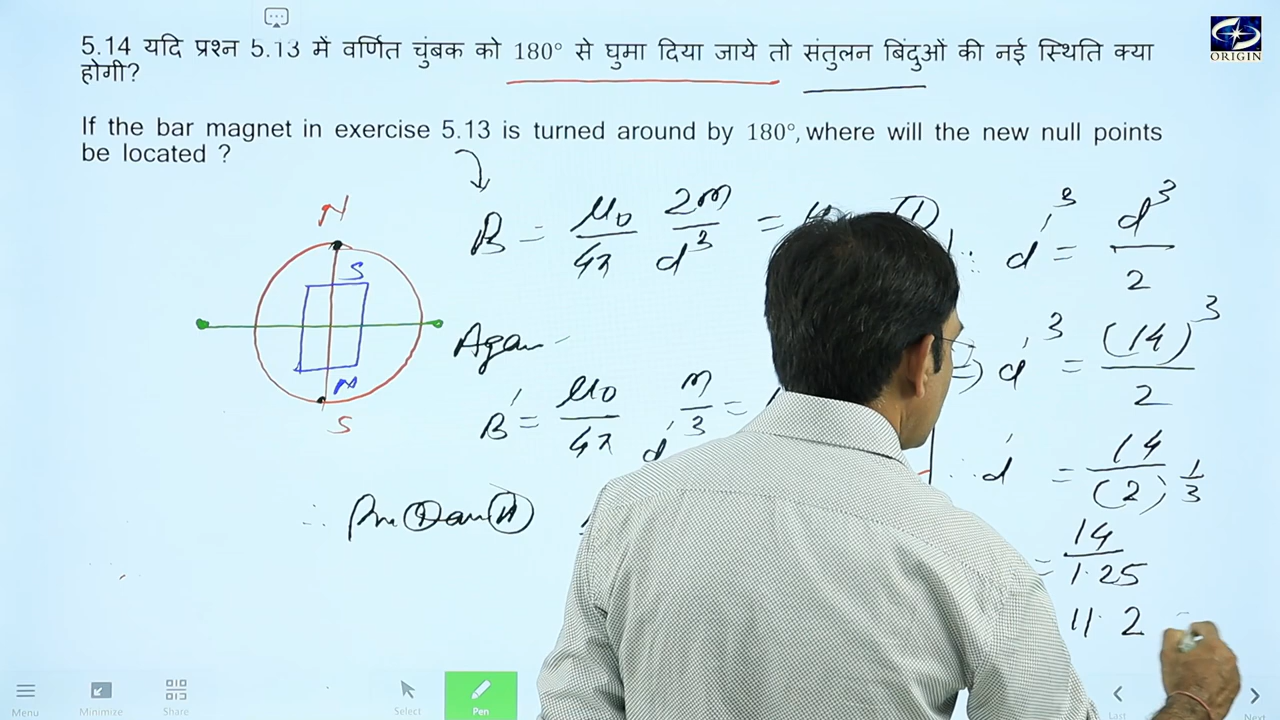 ORIGIN
5.14 यदि प्रश्न 5.13 में वर्णित चुंबक को 180° से घुमा दिया जाये तो संतुलन बिंदुओं की नई स्थिति क्या
होगी?
If the bar magnet in exercise 5.13 is turned around by 180°, where will the new null points
be located ?
N
S
N
S
B = μ0/4π 2m/d³ =
Again
B' = μ0/4π m/d'³ =
∴
∴ d'³ = d³/2
d'³ = (14)³/2
∴ d' = 14/(2)^1/3
= 14/1.25
11.2
Menu
Minimize
Share
Select
Pen
Last
Next